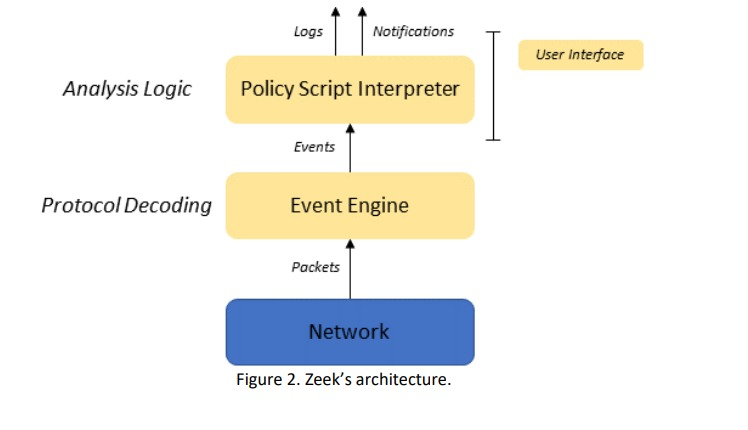 Logs
Notifications
User Interface
Analysis Logic
Policy Script Interpreter
Events
Protocol Decoding
Event Engine
Packets
Network
Figure 2. Zeek’s architecture.